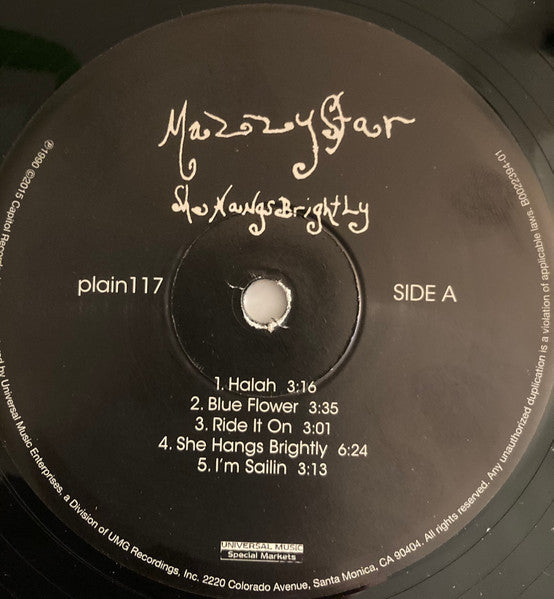 Mazzy Star
She Hangs Brightly
plain117
SIDE A
1. Halah 3:16
2. Blue Flower 3:35
3. Ride It On 3:01
4. She Hangs Brightly 6:24
5. I'm Sailin 3:13
UNIVERSAL MUSIC
Special Markets
℗1990 ©2015 Capitol Records
by Universal Music Enterprises, a Division of UMG Recordings, Inc. 2220 Colorado Avenue, Santa Monica, CA 90404. All rights reserved. Any unauthorized duplication is a violation of applicable laws. B0022394-01